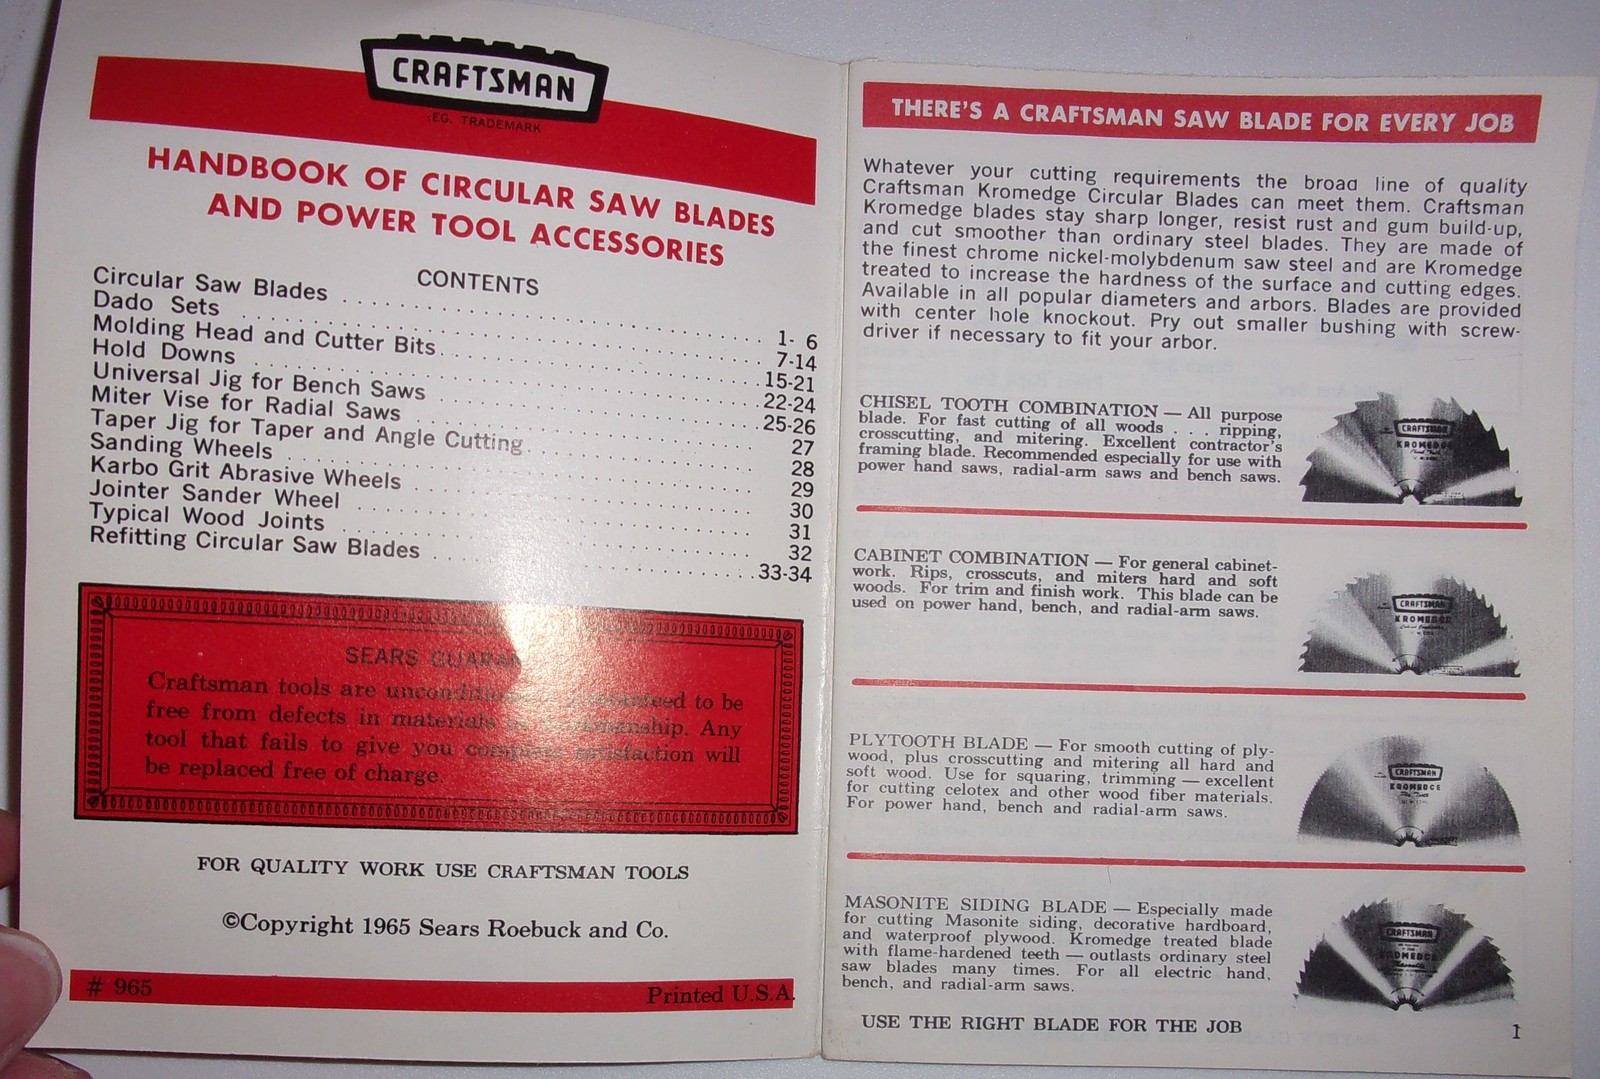 CRAFTSMAN
EG. TRADEMARK
HANDBOOK OF CIRCULAR SAW BLADES
AND POWER TOOL ACCESSORIES
CONTENTS
Circular Saw Blades . . . . . . . . . . 1- 6
Dado Sets . . . . . . . . . . 7-14
Molding Head and Cutter Bits . . . . . . . . . . 15-21
Hold Downs . . . . . . . . . . 22-24
Universal Jig for Bench Saws . . . . . . . . . . 25-26
Miter Vise for Radial Saws . . . . . . . . . . 27
Taper Jig for Taper and Angle Cutting . . . . . . . . . . 28
Sanding Wheels . . . . . . . . . . 29
Karbo Grit Abrasive Wheels . . . . . . . . . . 30
Jointer Sander Wheel . . . . . . . . . . 31
Typical Wood Joints . . . . . . . . . . 32
Refitting Circular Saw Blades . . . . . . . . . . 33-34
SEARS GUARAN
Craftsman tools are unconditio to be
free from defects in materials Any
tool that fails to give you complete satisfaction will
be replaced free of charge.
FOR QUALITY WORK USE CRAFTSMAN TOOLS
©Copyright 1965 Sears Roebuck and Co.
# 965 Printed U.S.A.
THERE'S A CRAFTSMAN SAW BLADE FOR EVERY JOB
Whatever your cutting requirements the broad line of quality
Craftsman Kromedge Circular Blades can meet them. Craftsman
Kromedge blades stay sharp longer, resist rust and gum build-up,
and cut smoother than ordinary steel blades. They are made of
the finest chrome nickel-molybdenum saw steel and are Kromedge
treated to increase the hardness of the surface and cutting edges.
Available in all popular diameters and arbors. Blades are provided
with center hole knockout. Pry out smaller bushing with screw-
driver if necessary to fit your arbor.
CHISEL TOOTH COMBINATION — All purpose
blade. For fast cutting of all woods . . . ripping,
crosscutting, and mitering. Excellent contractor's
framing blade. Recommended especially for use with
power hand saws, radial-arm saws and bench saws.
CRAFTSMAN
KROMEDGE
CABINET COMBINATION — For general cabinet-
work. Rips, crosscuts, and miters hard and soft
woods. For trim and finish work. This blade can be
used on power hand, bench, and radial-arm saws.
CRAFTSMAN
KROMEDGE
PLYTOOTH BLADE — For smooth cutting of ply-
wood, plus crosscutting and mitering all hard and
soft wood. Use for squaring, trimming — excellent
for cutting celotex and other wood fiber materials.
For power hand, bench and radial-arm saws.
CRAFTSMAN
KROMEDGE
MASONITE SIDING BLADE — Especially made
for cutting Masonite siding, decorative hardboard,
and waterproof plywood. Kromedge treated blade
with flame-hardened teeth — outlasts ordinary steel
saw blades many times. For all electric hand,
bench, and radial-arm saws.
CRAFTSMAN
KROMEDGE
USE THE RIGHT BLADE FOR THE JOB
1